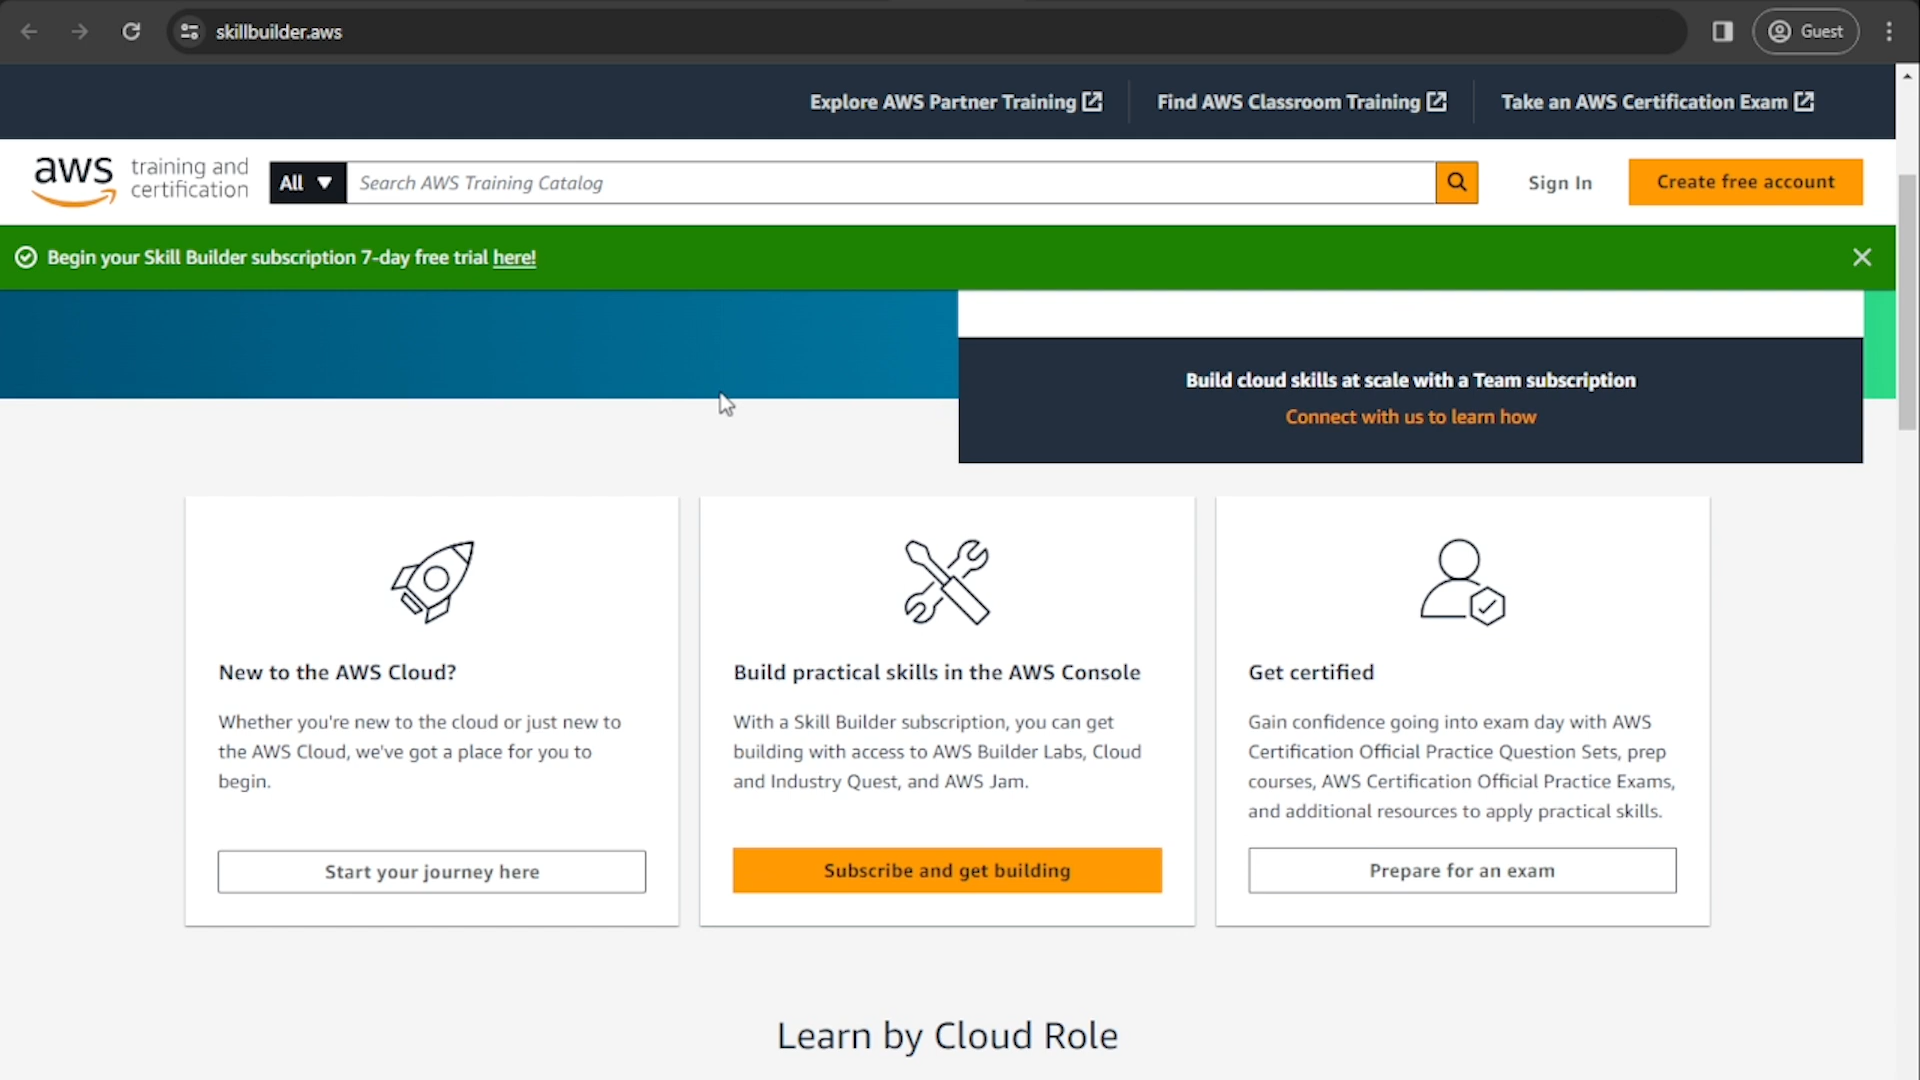 skillbuilder.aws
Guest
Explore AWS Partner Training
Find AWS Classroom Training
Take an AWS Certification Exam
aws
training and
certification
All
Search AWS Training Catalog
Sign In
Create free account
Begin your Skill Builder subscription 7-day free trial here!
Build cloud skills at scale with a Team subscription
Connect with us to learn how
New to the AWS Cloud?
Whether you're new to the cloud or just new to
the AWS Cloud, we've got a place for you to
begin.
Start your journey here
Build practical skills in the AWS Console
With a Skill Builder subscription, you can get
building with access to AWS Builder Labs, Cloud
and Industry Quest, and AWS Jam.
Subscribe and get building
Get certified
Gain confidence going into exam day with AWS
Certification Official Practice Question Sets, prep
courses, AWS Certification Official Practice Exams,
and additional resources to apply practical skills.
Prepare for an exam
Learn by Cloud Role